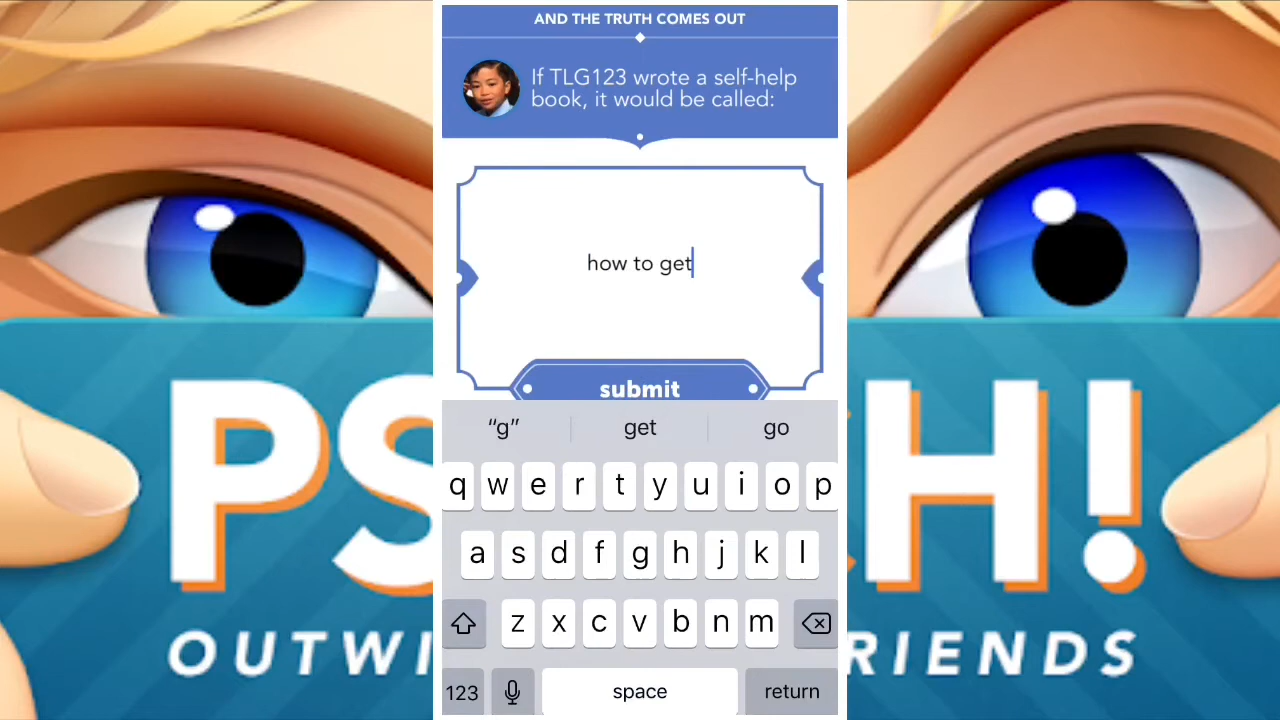 AND THE TRUTH COMES OUT
If TLG123 wrote a self-help
book, it would be called:
how to get
submit
“g” get go
q w e r t y u i o p
a s d f g h j k l
z x c v b n m
123 space return
PS H!
OUTWI RIENDS